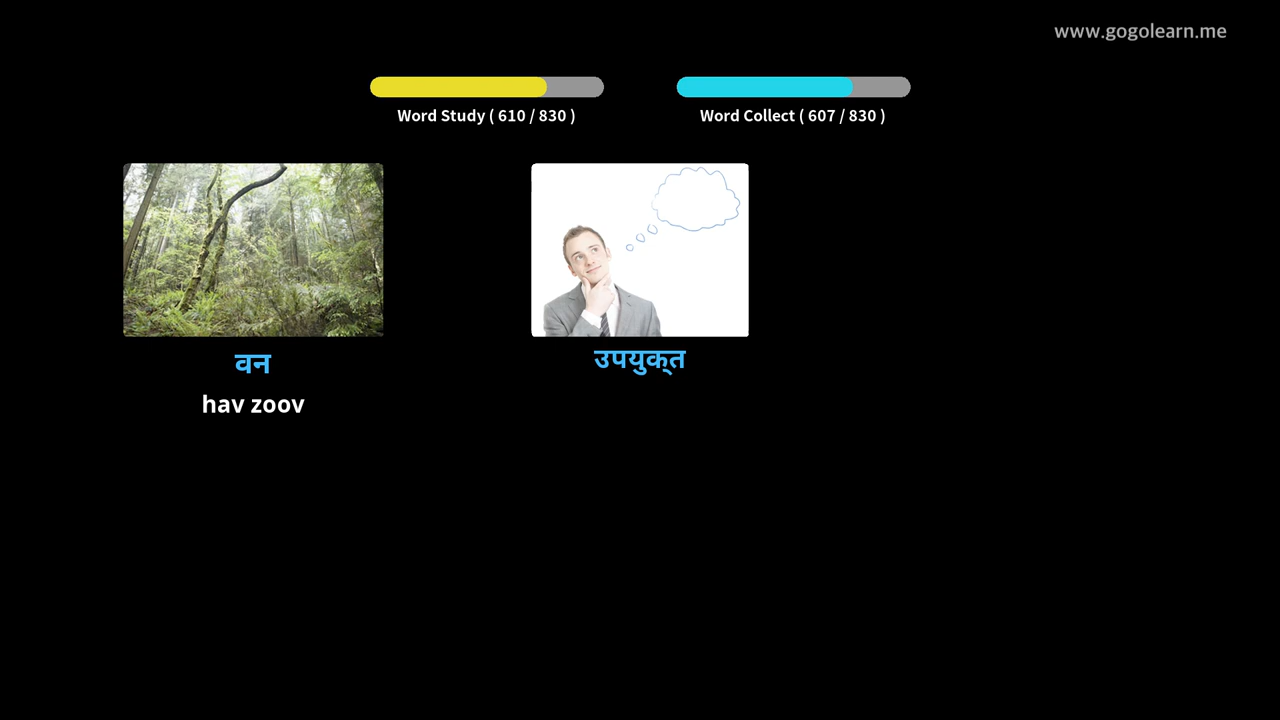 www.gogolearn.me
Word Study ( 610 / 830 )
Word Collect ( 607 / 830 )
वन
hav zoov
उपयुक्त